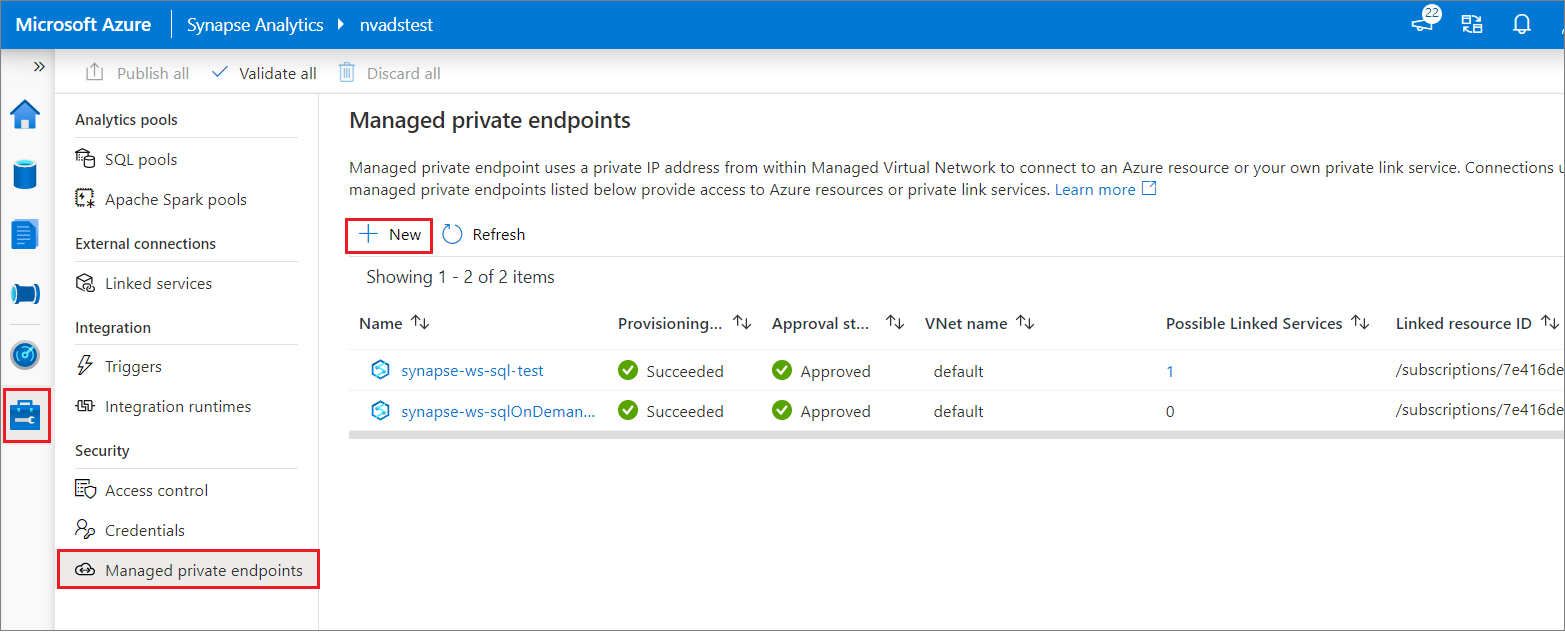 Microsoft Azure Synapse Analytics nvadstest 22
Publish all Validate all Discard all
Analytics pools
SQL pools
Apache Spark pools
External connections
Linked services
Integration
Triggers
Integration runtimes
Security
Access control
Credentials
Managed private endpoints
Managed private endpoints
Managed private endpoint uses a private IP address from within Managed Virtual Network to connect to an Azure resource or your own private link service. Connections u
managed private endpoints listed below provide access to Azure resources or private link services. Learn more
New Refresh
Showing 1 - 2 of 2 items
Name Provisioning... Approval st... VNet name Possible Linked Services Linked resource ID
synapse-ws-sql-test Succeeded Approved default 1 /subscriptions/7e416de
synapse-ws-sqlOnDeman... Succeeded Approved default 0 /subscriptions/7e416de